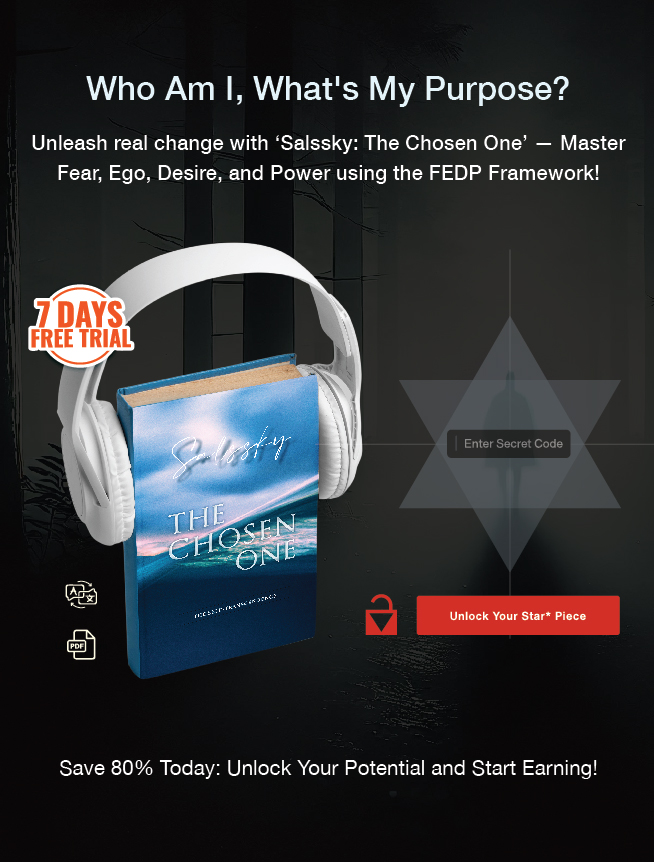 Who Am I, What's My Purpose?
Unleash real change with ‘Salssky: The Chosen One’ — Master
Fear, Ego, Desire, and Power using the FEDP Framework!
7 DAYS
FREE TRIAL
Salssky
THE
CHOSEN
ONE
Enter Secret Code
A
文
PDF
Unlock Your Star* Piece
Save 80% Today: Unlock Your Potential and Start Earning!